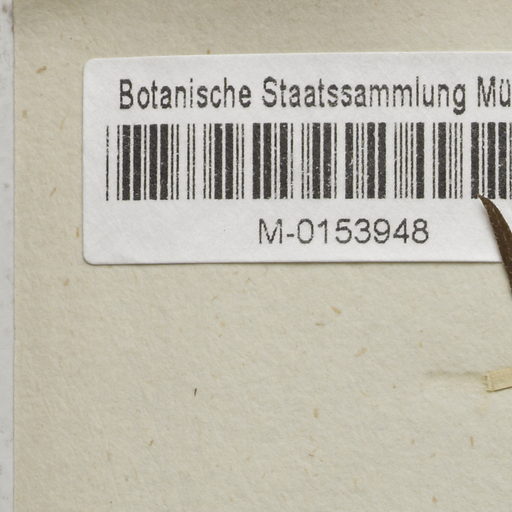 Botanische Staatssammlung Mü
M-0153948